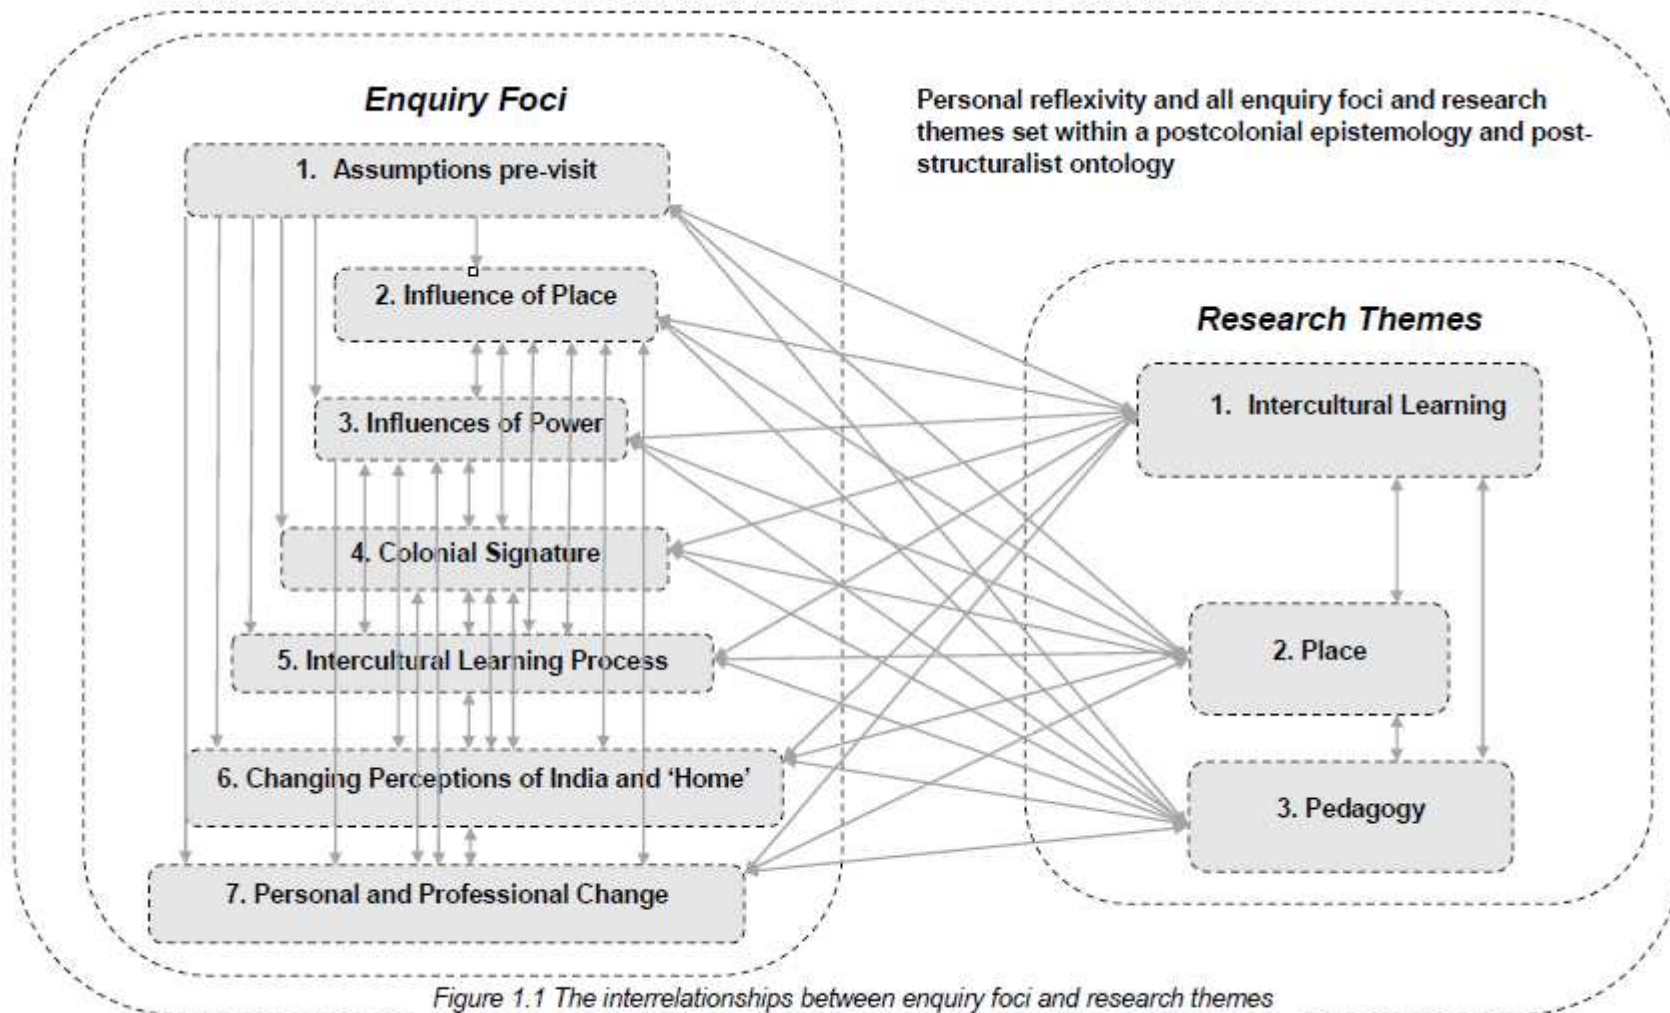 Enquiry Foci
1. Assumptions pre-visit
2. Influence of Place
3. Influences of Power
4. Colonial Signature
5. Intercultural Learning Process
6. Changing Perceptions of India and ‘Home’
7. Personal and Professional Change
Personal reflexivity and all enquiry foci and research
themes set within a postcolonial epistemology and post-
structuralist ontology
Research Themes
1. Intercultural Learning
2. Place
3. Pedagogy
Figure 1.1 The interrelationships between enquiry foci and research themes